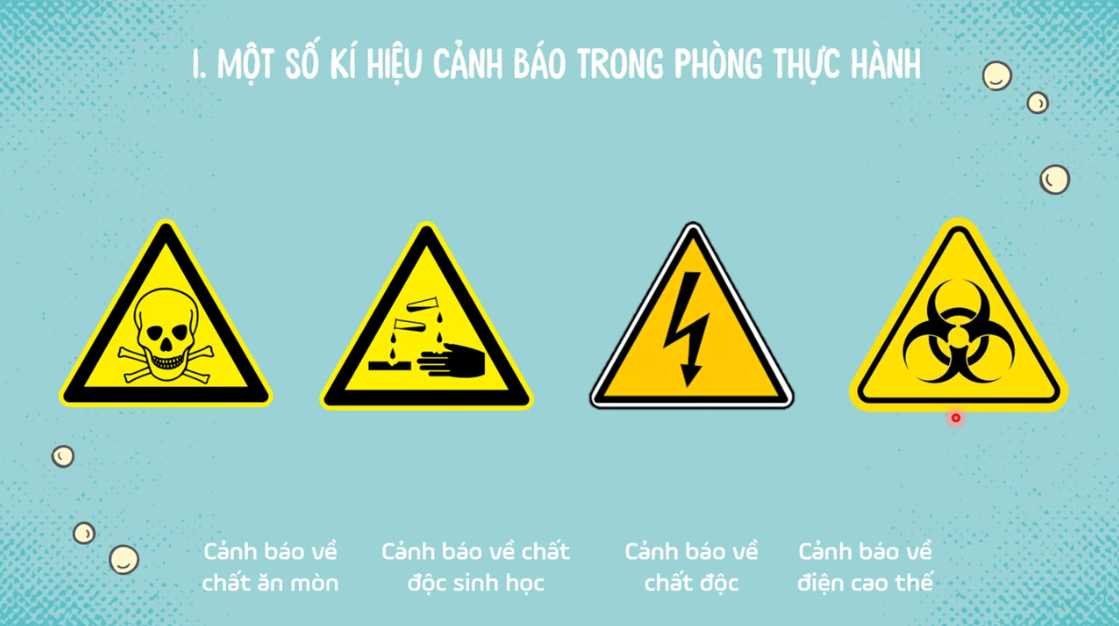 I. MỘT SỐ KÍ HIỆU CẢNH BÁO TRONG PHÒNG THỰC HÀNH
Cảnh báo về
chất ăn mòn
Cảnh báo về chất
độc sinh học
Cảnh báo về
chất độc
Cảnh báo về
điện cao thế